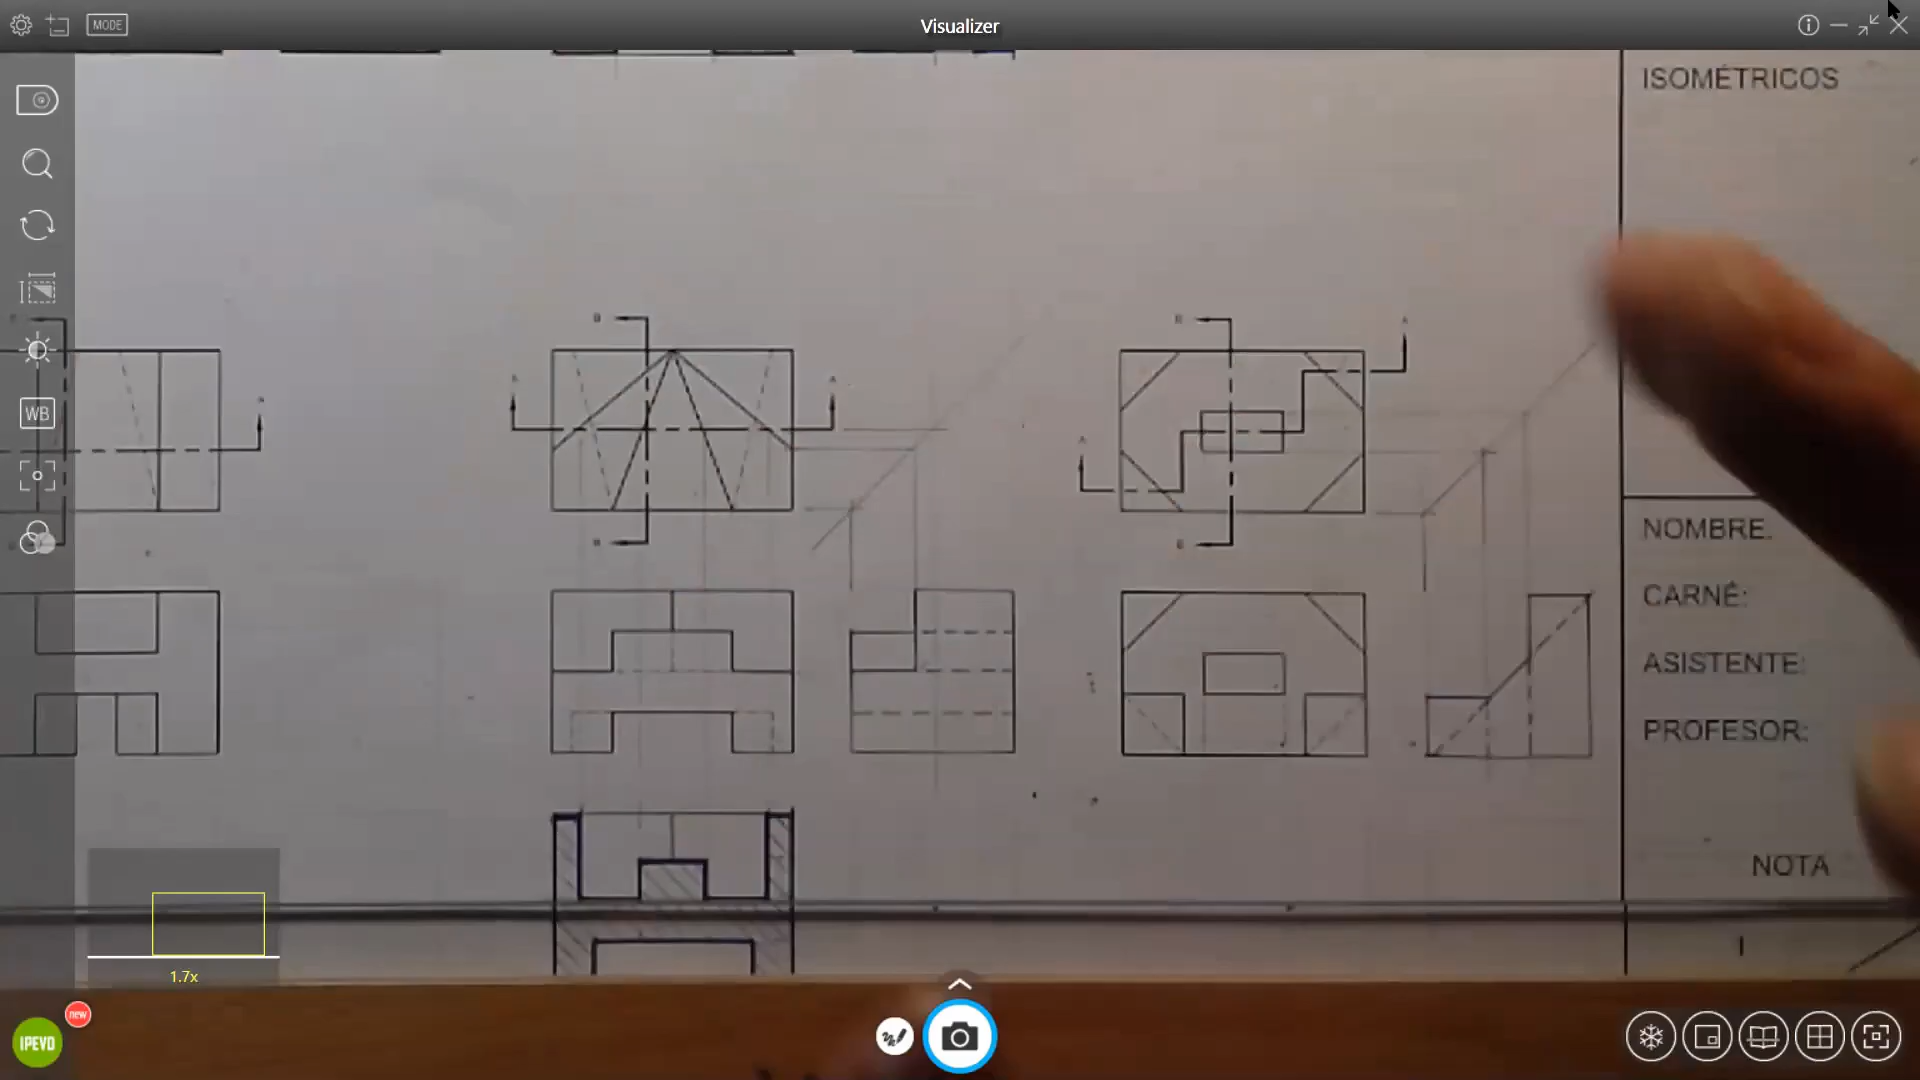 MODE
Visualizer
ISOMÉTRICOS
WB
B
A
A
A
A
NOMBRE:
CARNÉ:
ASISTENTE:
PROFESOR:
NOTA
1.7x
new
IPEVO